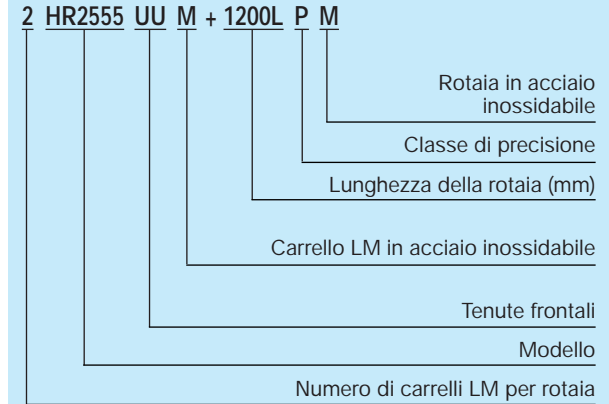 2 HR2555 UU M + 1200L P M
Rotaia in acciaio
inossidabile
Classe di precisione
Lunghezza della rotaia (mm)
Carrello LM in acciaio inossidabile
Tenute frontali
Modello
Numero di carrelli LM per rotaia